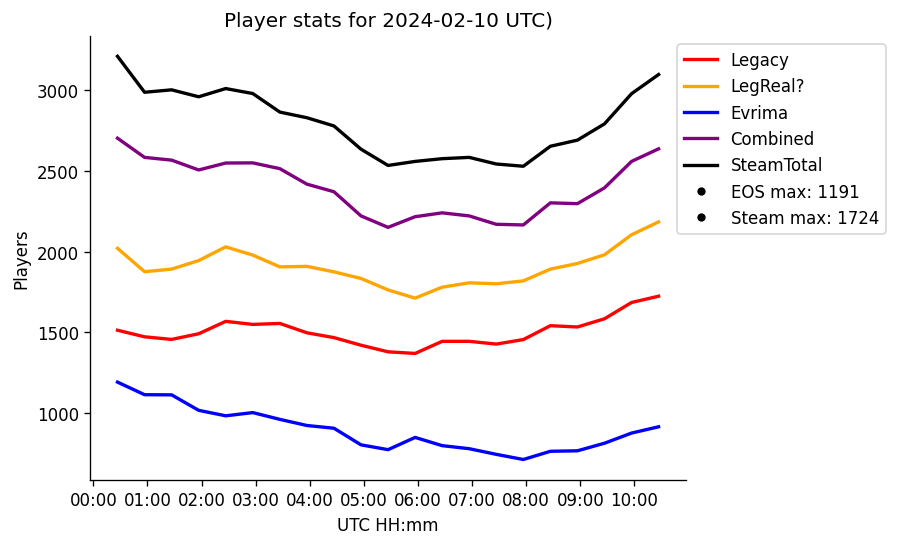 Player stats for 2024-02-10 UTC)
Legacy
LegReal?
Evrima
Combined
SteamTotal
EOS max: 1191
Steam max: 1724
Players
3000
2500
2000
1500
1000
00:00 01:00 02:00 03:00 04:00 05:00 06:00 07:00 08:00 09:00 10:00
UTC HH:mm